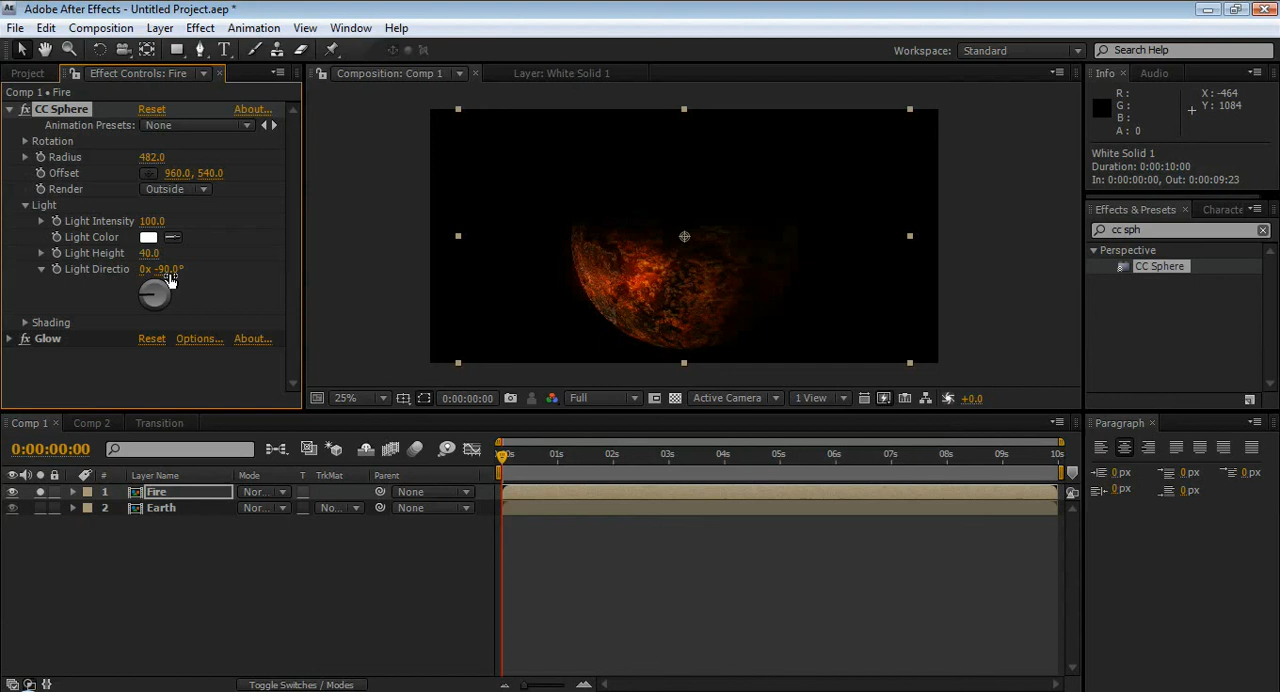 Adobe After Effects - Untitled Project.aep *
File Edit Composition Layer Effect Animation View Window Help
Workspace: Standard Search Help
Project Effect Controls: Fire Composition: Comp 1 Layer: White Solid 1 Info Audio
Comp 1 • Fire
fx CC Sphere Reset About...
Animation Presets: None
Rotation
Radius 482.0
Offset 960.0, 540.0
Render Outside
Light
Light Intensity 100.0
Light Color
Light Height 40.0
Light Directio 0x -90.0°
Shading
fx Glow Reset Options... About...
R :
G :
B :
A : 0
X : -464
Y : 1084
White Solid 1
Duration: 0:00:10:00
In: 0:00:00:00, Out: 0:00:09:23
Effects & Presets Characte
cc sph
Perspective
CC Sphere
25% 0:00:00:00 Full Active Camera 1 View +0.0
Comp 1 Comp 2 Transition
0:00:00:00
01s 02s 03s 04s 05s 06s 07s 08s 09s 10s
# Layer Name Mode T TrkMat Parent
1 Fire Nor... None
2 Earth Nor... No... None
Toggle Switches / Modes
Paragraph
0 px 0 px 0 px
0 px 0 px